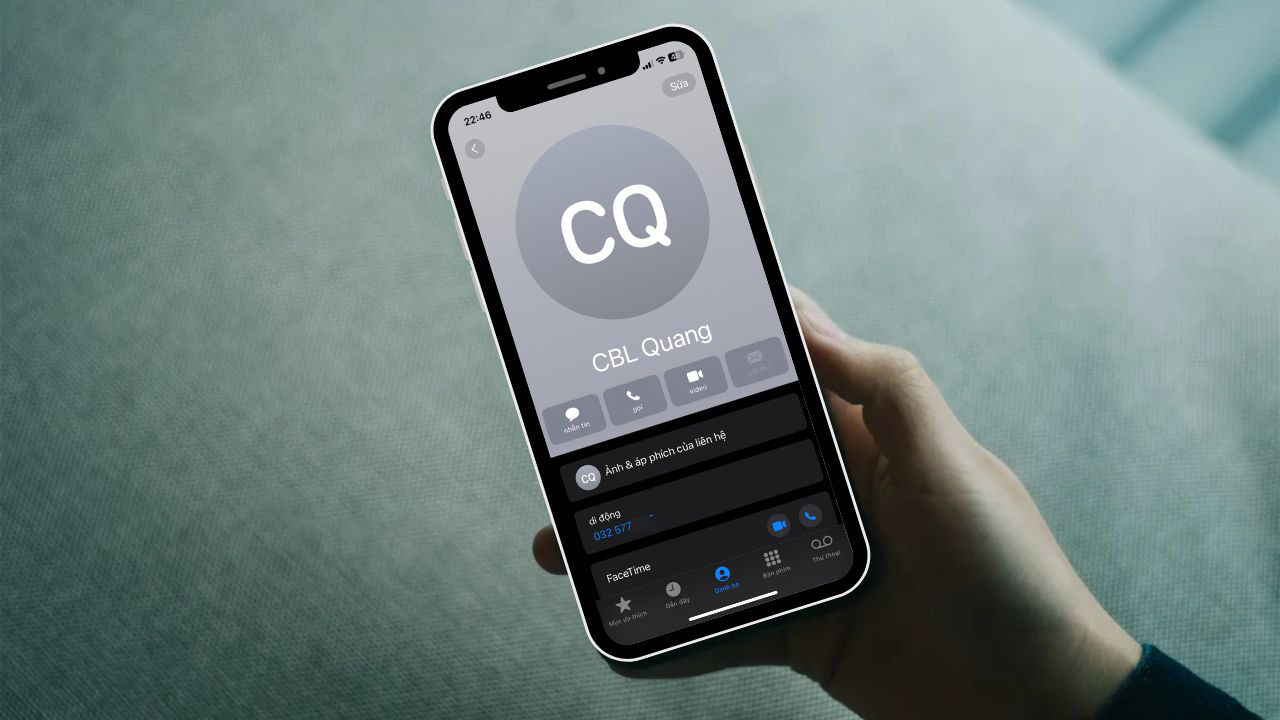 22:46
Sửa
CQ
CBL Quang
nhắn tin
gọi
video
gửi thư
CQ
Ảnh & áp phích của liên hệ
di động
032 577
FaceTime
Mục ưa thích
Gần đây
Danh bạ
Bàn phím
Thư thoại